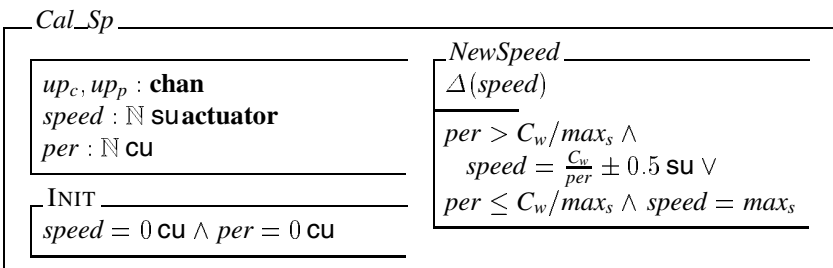 Cal_Sp
up_c, up_p : chan
speed : ℕ su actuator
per : ℕ cu
INIT
speed = 0 cu ∧ per = 0 cu
NewSpeed
Δ(speed)
per > C_w/max_s ∧
speed = C_w/per ± 0.5 su ∨
per ≤ C_w/max_s ∧ speed = max_s